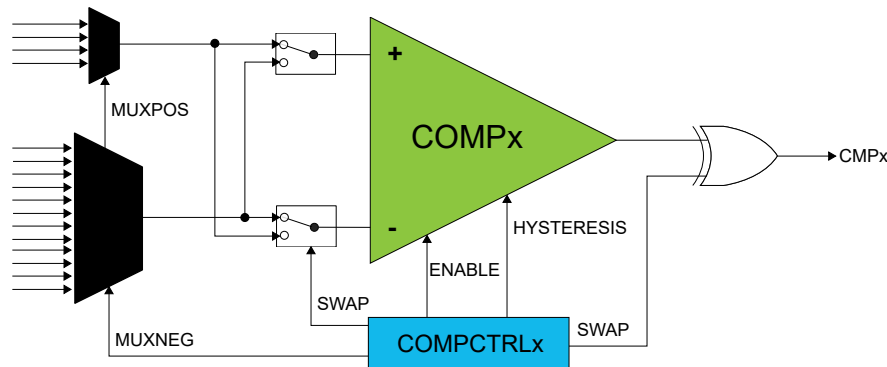 +
MUXPOS
COMPx
CMPx
-
HYSTERESIS
ENABLE
SWAP
SWAP
MUXNEG
COMPCTRLx